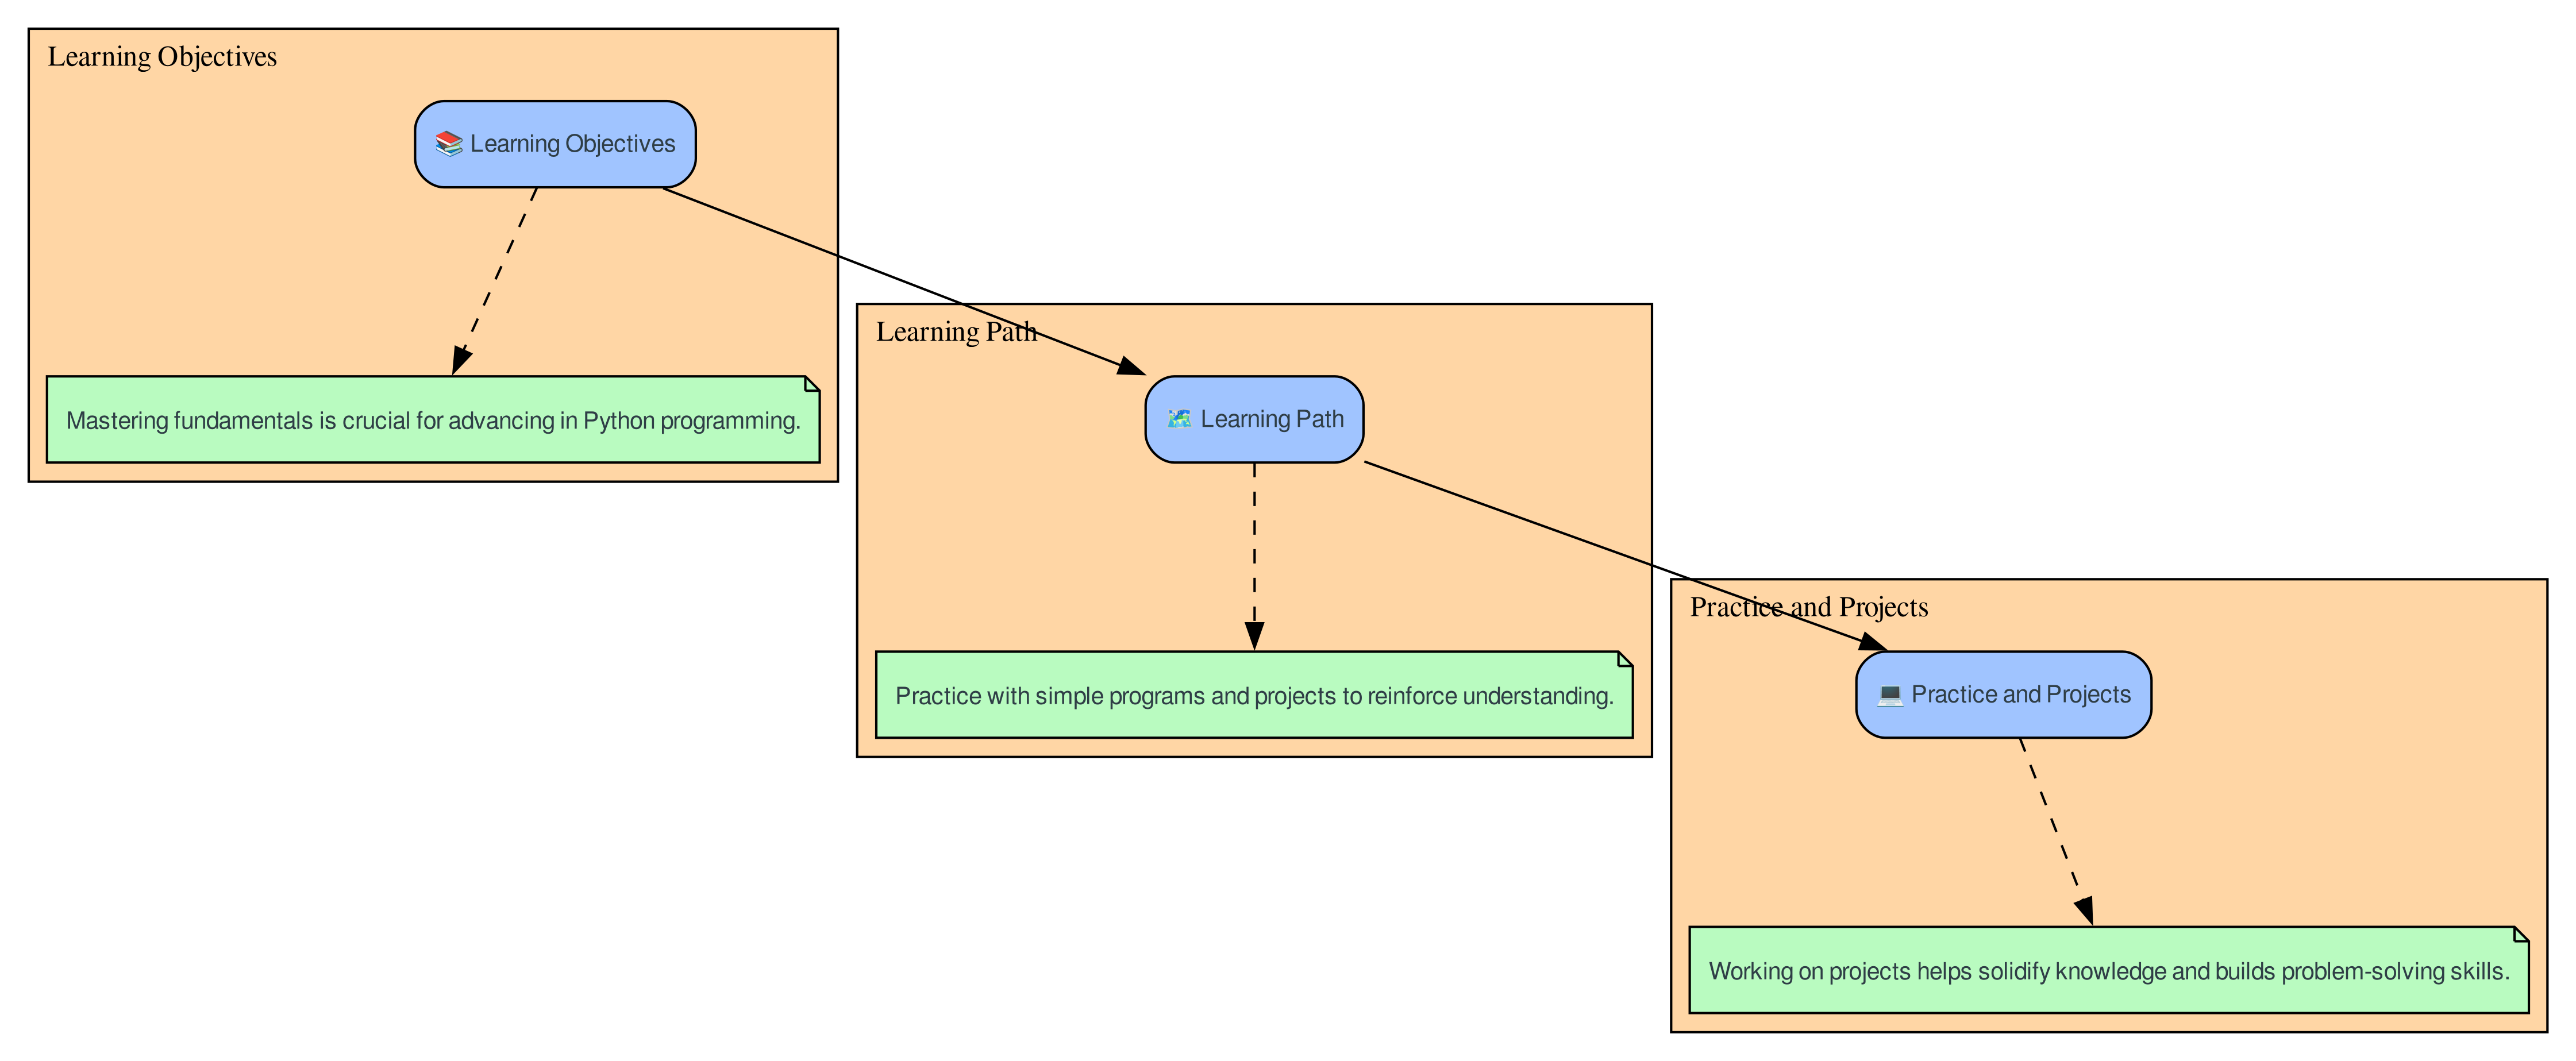 Learning Objectives
📚 Learning Objectives
Mastering fundamentals is crucial for advancing in Python programming.
Learning Path
🗺️ Learning Path
Practice with simple programs and projects to reinforce understanding.
Practice and Projects
💻 Practice and Projects
Working on projects helps solidify knowledge and builds problem-solving skills.